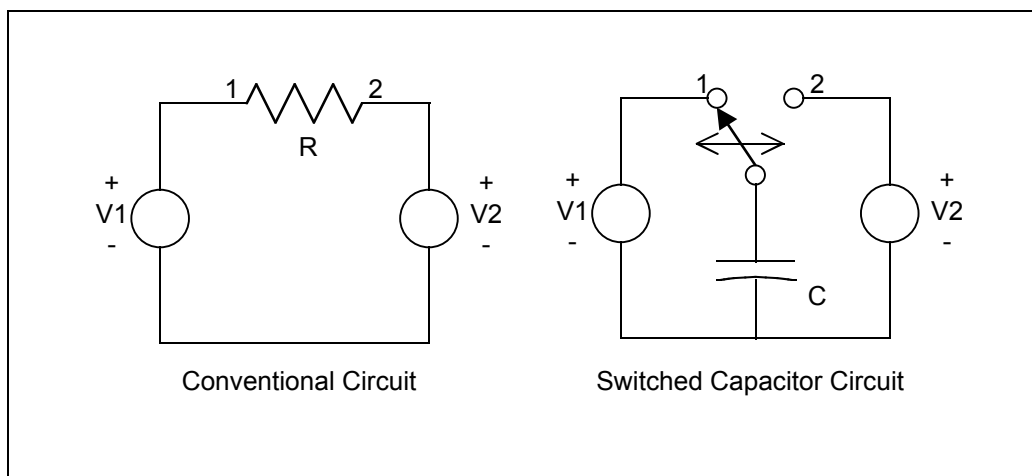 1 2
R
+
V1
-
+
V2
-
Conventional Circuit
1 2
+
V1
-
+
V2
-
C
Switched Capacitor Circuit